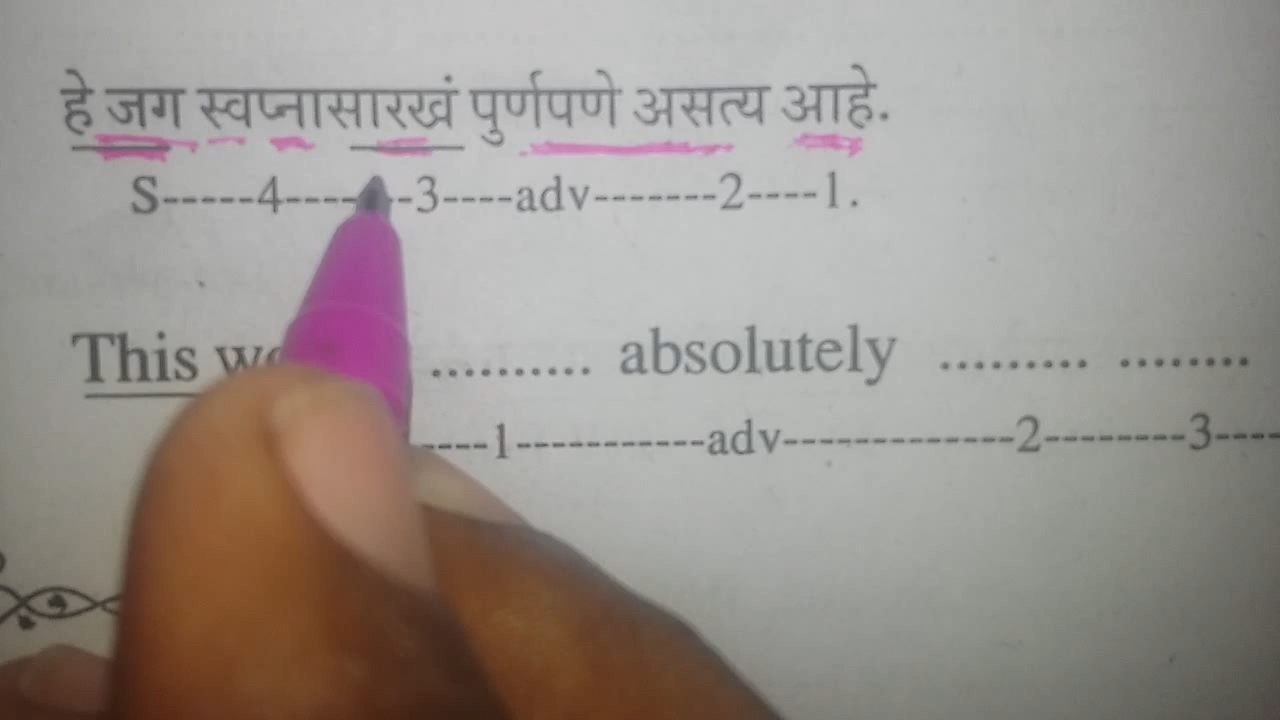 हे जग स्वप्नासारखं पुर्णपणे असत्य आहे.
S-----4-------3----adv-------2----1.
This .......... absolutely ......... ........
----1-----------adv-------------2--------3----